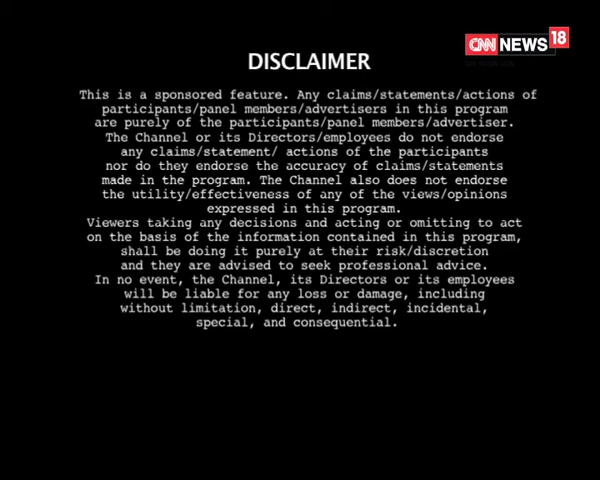 CNN NEWS 18
DISCLAIMER
This is a sponsored feature. Any claims/statements/actions of
participants/panel members/advertisers in this program
are purely of the participants/panel members/advertiser.
The Channel or its Directors/employees do not endorse
any claims/statement/ actions of the participants
nor do they endorse the accuracy of claims/statements
made in the program. The Channel also does not endorse
the utility/effectiveness of any of the views/opinions
expressed in this program.
Viewers taking any decisions and acting or omitting to act
on the basis of the information contained in this program,
shall be doing it purely at their risk/discretion
and they are advised to seek professional advice.
In no event, the Channel, its Directors or its employees
will be liable for any loss or damage, including
without limitation, direct, indirect, incidental,
special, and consequential.